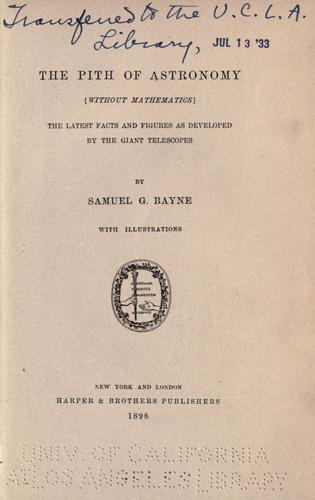 Transferred to the U.C.L.A.
Library,
JUL 13 '33
THE PITH OF ASTRONOMY
[WITHOUT MATHEMATICS]
THE LATEST FACTS AND FIGURES AS DEVELOPED
BY THE GIANT TELESCOPES
BY
SAMUEL G. BAYNE
WITH ILLUSTRATIONS
NEW YORK AND LONDON
HARPER & BROTHERS PUBLISHERS
1898
UNIV. OF CALIFORNIA
LOS ANGELES LIBRARY